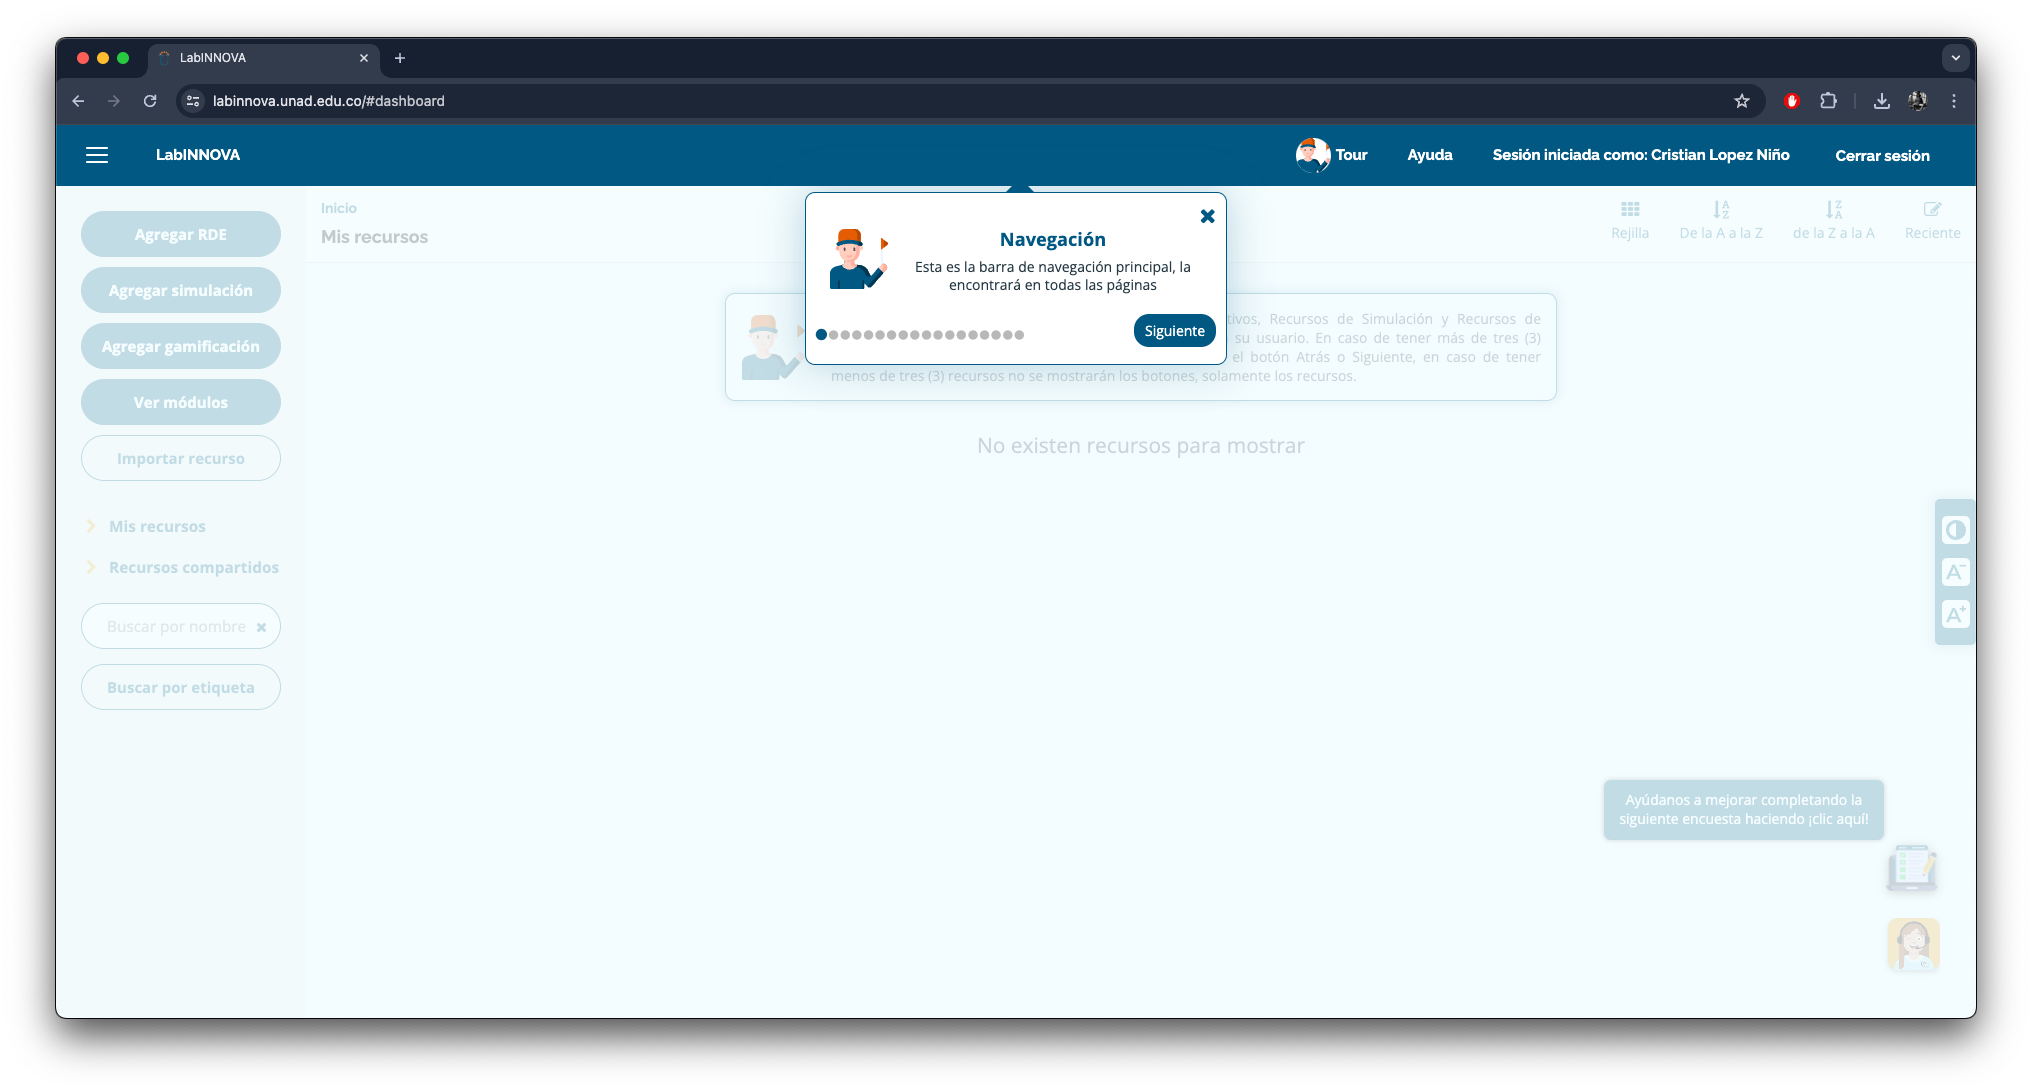 LabINNOVA
labinnova.unad.edu.co/#dashboard
LabINNOVA
Tour
Ayuda
Sesión iniciada como: Cristian Lopez Niño
Cerrar sesión
Agregar RDE
Agregar simulación
Agregar gamificación
Ver módulos
Importar recurso
Mis recursos
Recursos compartidos
Buscar por nombre
Buscar por etiqueta
Inicio
Mis recursos
Rejilla
De la A a la Z
de la Z a la A
Reciente
Navegación
Esta es la barra de navegación principal, la
encontrará en todas las páginas
Siguiente
tivos, Recursos de Simulación y Recursos de
su usuario. En caso de tener más de tres (3)
el botón Atrás o Siguiente, en caso de tener
menos de tres (3) recursos no se mostrarán los botones, solamente los recursos.
No existen recursos para mostrar
A-
A+
Ayúdanos a mejorar completando la
siguiente encuesta haciendo ¡clic aquí!